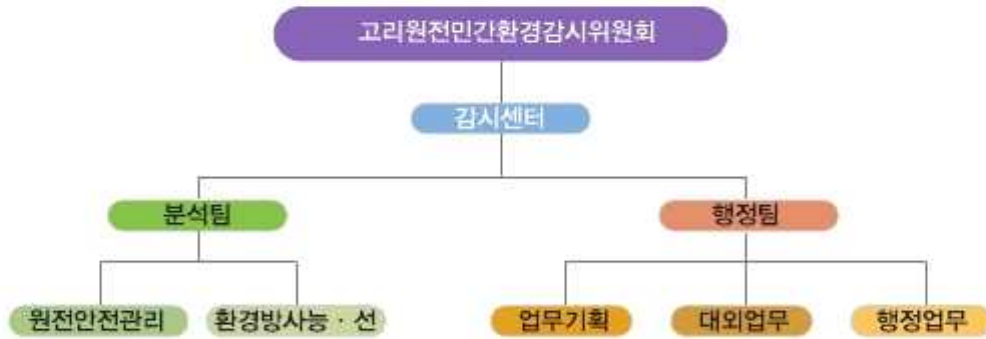 고리원전민간환경감시위원회
감시센터
분석팀
행정팀
원전안전관리
환경방사능 · 선
업무기획
대외업무
행정업무